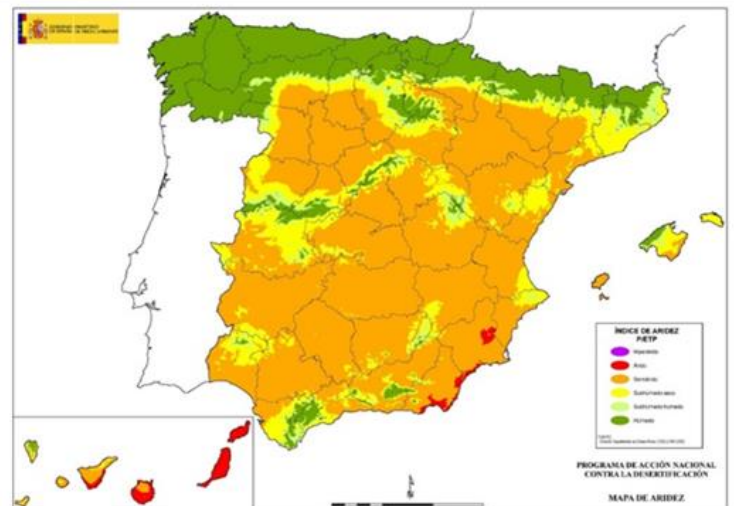 ÍNDICE DE ARIDEZ
P/ETP
Hiperárido
Árido
Semiárido
Subhúmedo seco
Subhúmedo húmedo
Húmedo
PROGRAMA DE ACCIÓN NACIONAL
CONTRA LA DESERTIFICACIÓN
MAPA DE ARIDEZ